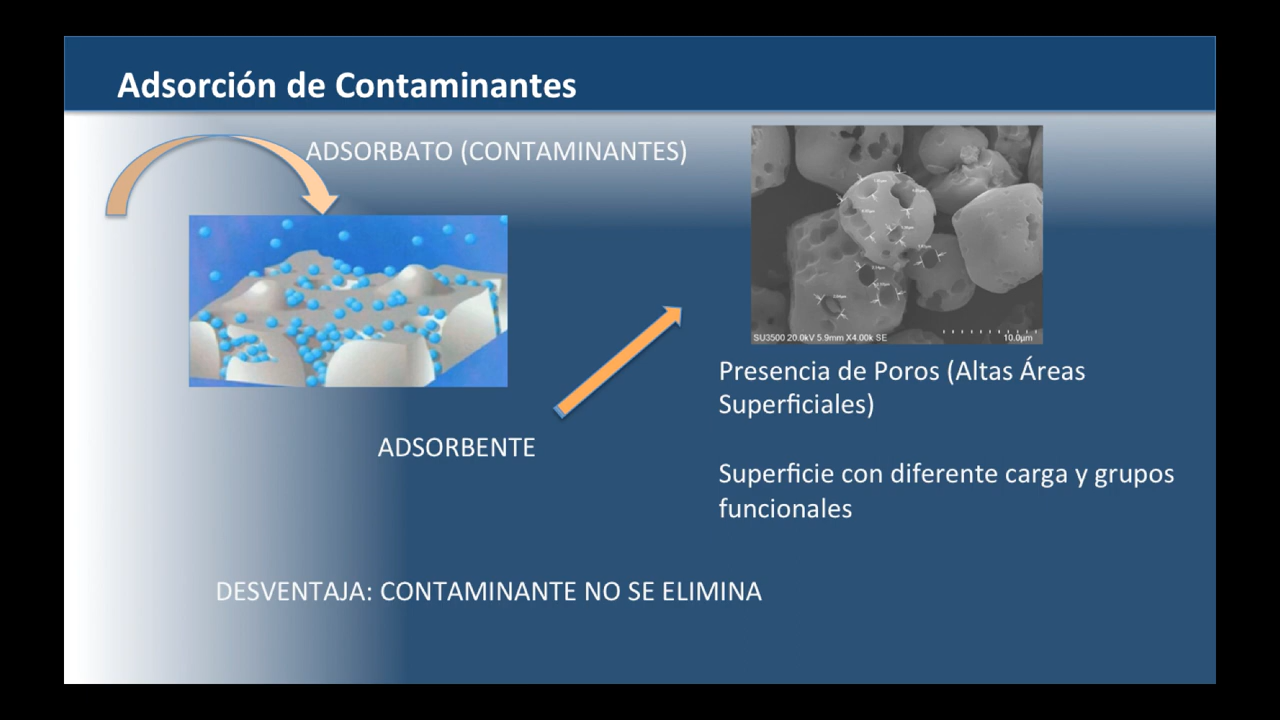 Adsorción de Contaminantes
ADSORBATO (CONTAMINANTES)
SU3500 20.0kV 5.9mm X4.00k SE
10.0μm
Presencia de Poros (Altas Áreas
Superficiales)
ADSORBENTE
Superficie con diferente carga y grupos
funcionales
DESVENTAJA: CONTAMINANTE NO SE ELIMINA